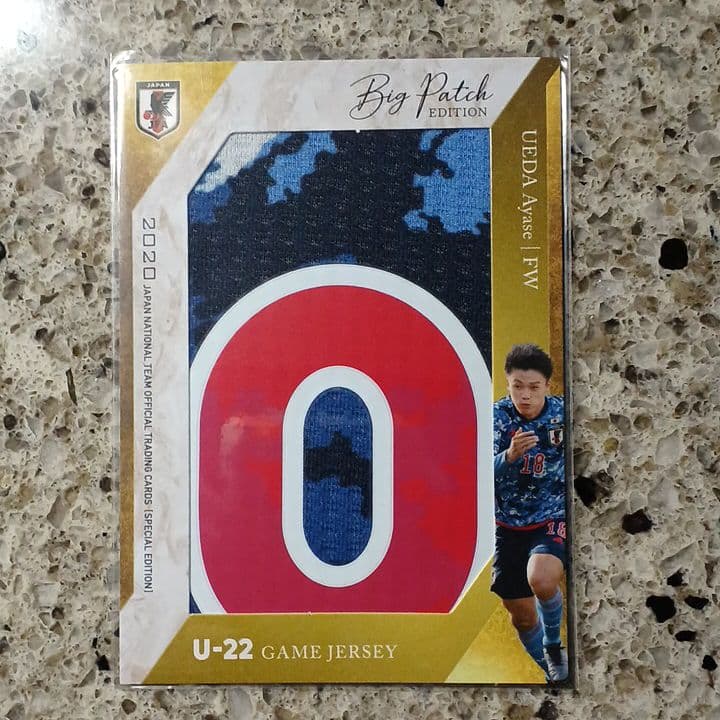 JAPAN
Big Patch
EDITION
UEDA Ayase | FW
2020 JAPAN NATIONAL TEAM OFFICIAL TRADING CARDS [SPECIAL EDITION]
0
18
18
U-22 GAME JERSEY